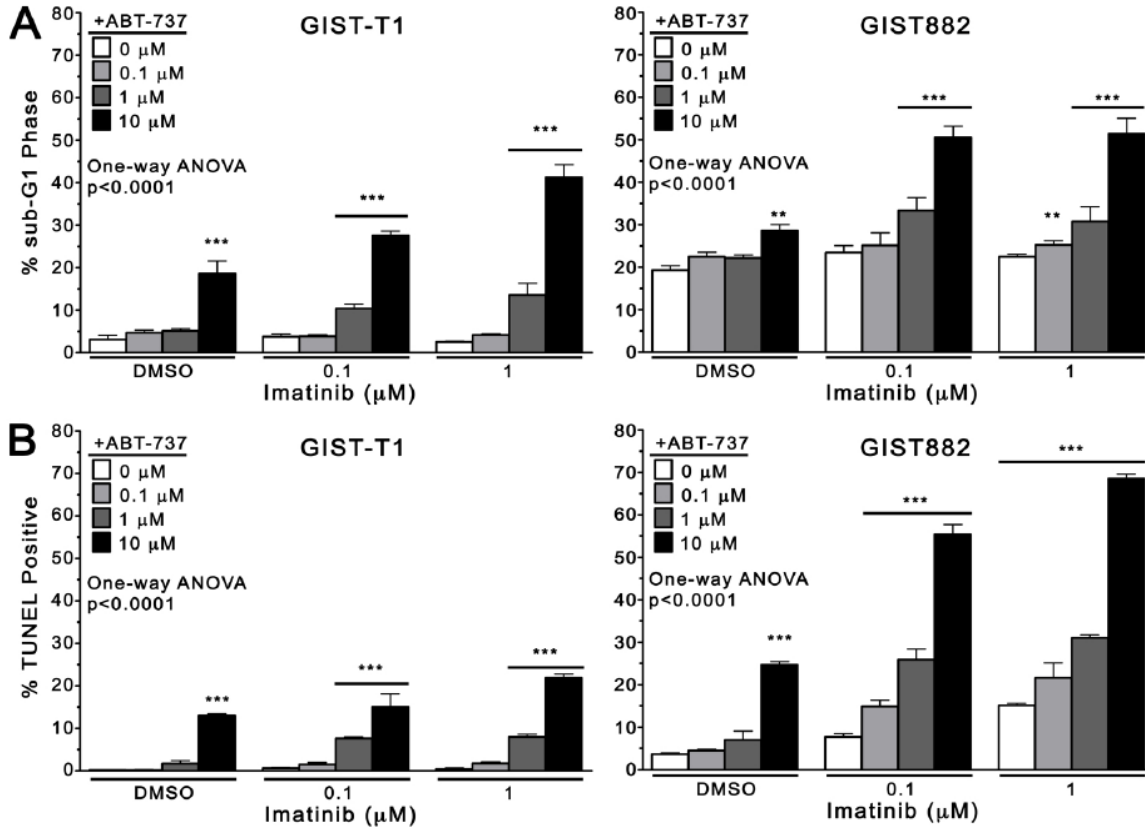 A
+ABT-737
0 μM
0.1 μM
1 μM
10 μM
One-way ANOVA
p<0.0001
GIST-T1
% sub-G1 Phase
80
70
60
50
40
30
20
10
0
***
***
***
DMSO
0.1
1
Imatinib (μM)
+ABT-737
0 μM
0.1 μM
1 μM
10 μM
One-way ANOVA
p<0.0001
GIST882
80
70
60
50
40
30
20
10
0
**
***
**
***
DMSO
0.1
1
Imatinib (μM)
B
+ABT-737
0 μM
0.1 μM
1 μM
10 μM
One-way ANOVA
p<0.0001
GIST-T1
% TUNEL Positive
80
70
60
50
40
30
20
10
0
***
***
***
DMSO
0.1
1
Imatinib (μM)
+ABT-737
0 μM
0.1 μM
1 μM
10 μM
One-way ANOVA
p<0.0001
GIST882
80
70
60
50
40
30
20
10
0
***
***
***
DMSO
0.1
1
Imatinib (μM)